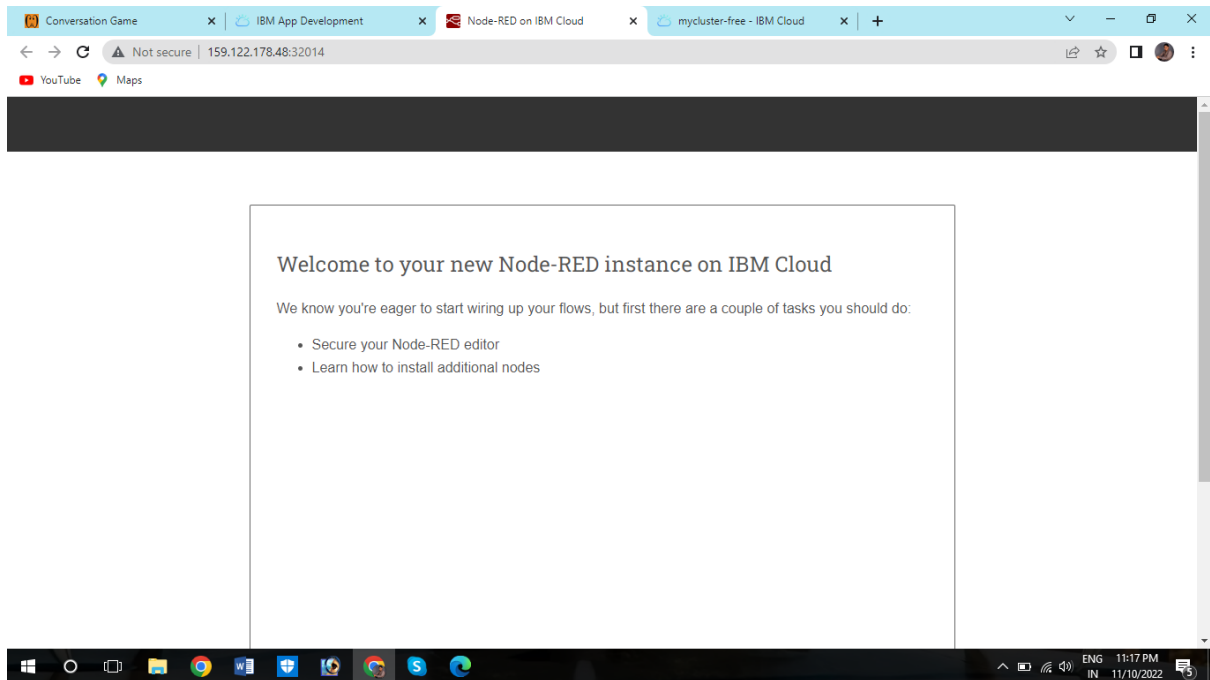 Conversation Game
IBM App Development
Node-RED on IBM Cloud
mycluster-free - IBM Cloud
Not secure | 159.122.178.48:32014
YouTube Maps
Welcome to your new Node-RED instance on IBM Cloud
We know you're eager to start wiring up your flows, but first there are a couple of tasks you should do:
• Secure your Node-RED editor
• Learn how to install additional nodes
ENG 11:17 PM
IN 11/10/2022
5